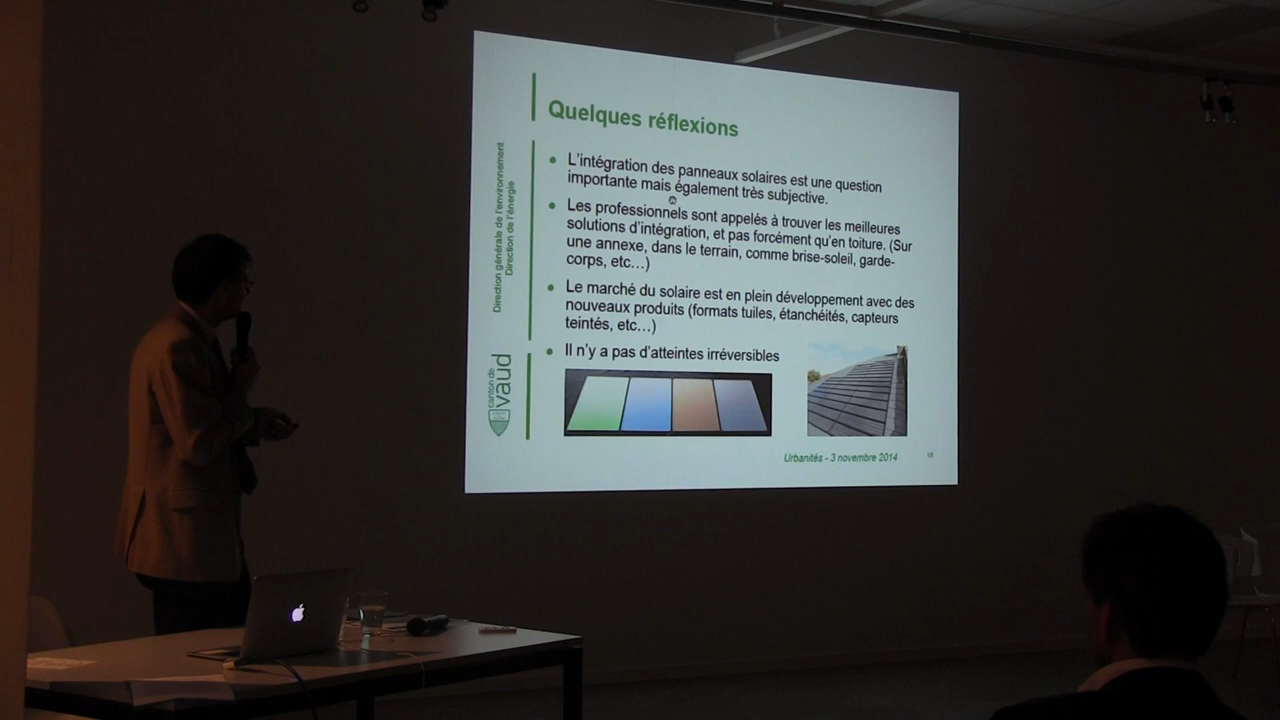 Quelques réflexions
L'intégration des panneaux solaires est une question
importante mais également très subjective.
Les professionnels sont appelés à trouver les meilleures
solutions d'intégration, et pas forcément qu'en toiture. (Sur
une annexe, dans le terrain, comme brise-soleil, garde-
corps, etc…)
Le marché du solaire est en plein développement avec des
nouveaux produits (formats tuiles, étanchéités, capteurs
teintés, etc…)
Il n'y a pas d'atteintes irréversibles
Direction générale de l'environnement
Direction de l'énergie
canton de
vaud
Urbanités - 3 novembre 2014